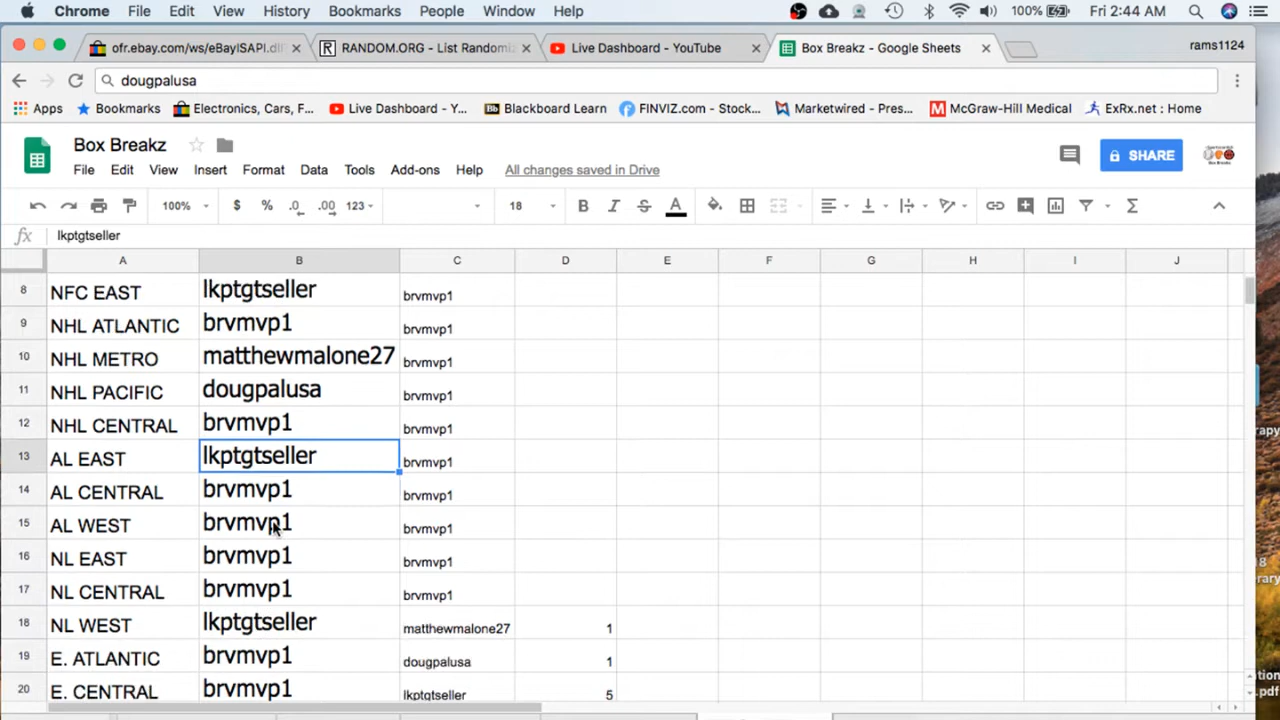 Chrome File Edit View History Bookmarks People Window Help 100% Fri 2:44 AM
ofr.ebay.com/ws/eBayISAPI.dll RANDOM.ORG - List Randomiz Live Dashboard - YouTube Box Breakz - Google Sheets rams1124
dougpalusa
Apps Bookmarks Electronics, Cars, F... Live Dashboard - Y... Bb Blackboard Learn FINVIZ.com - Stock... Marketwired - Pres... M McGraw-Hill Medical ExRx.net : Home
Box Breakz
SHARE
File Edit View Insert Format Data Tools Add-ons Help All changes saved in Drive
100% $ % .0 .00 123 18 B I S A Σ
fx lkptgtseller
A B C D E F G H I J
8 NFC EAST lkptgtseller brvmvp1
9 NHL ATLANTIC brvmvp1 brvmvp1
10 NHL METRO matthewmalone27 brvmvp1
11 NHL PACIFIC dougpalusa brvmvp1
12 NHL CENTRAL brvmvp1 brvmvp1
13 AL EAST lkptgtseller brvmvp1
14 AL CENTRAL brvmvp1 brvmvp1
15 AL WEST brvmvp1 brvmvp1
16 NL EAST brvmvp1 brvmvp1
17 NL CENTRAL brvmvp1 brvmvp1
18 NL WEST lkptgtseller matthewmalone27 1
19 E. ATLANTIC brvmvp1 dougpalusa 1
20 E. CENTRAL brvmvp1 lkptgtseller 5